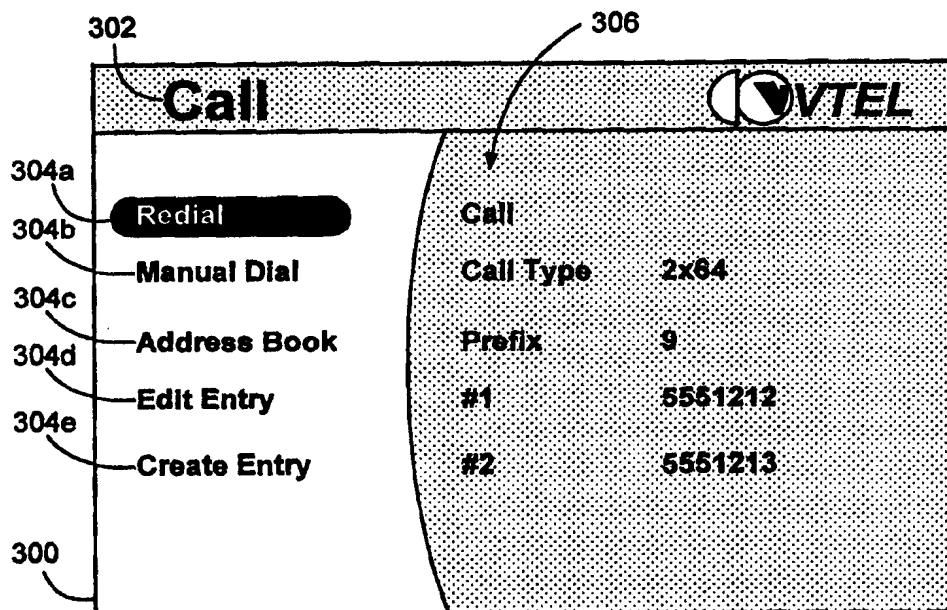 302
306
Call
VTEL
304a
Redial
Call
304b
Manual Dial
Call Type 2x64
304c
Address Book
Prefix 9
304d
Edit Entry
#1 5551212
304e
Create Entry
#2 5551213
300